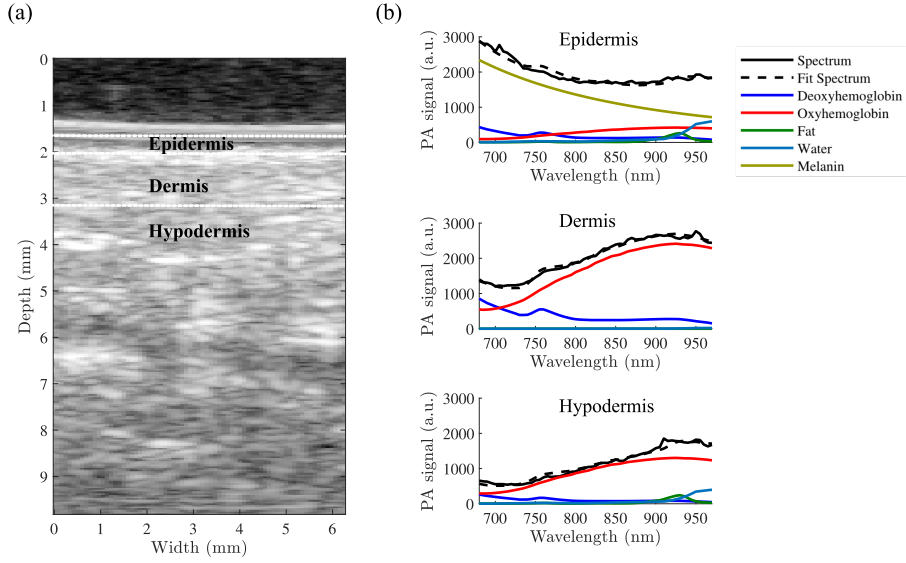 (a)
0
1
2
3
4
5
6
7
8
9
Depth (mm)
Epidermis
Dermis
Hypodermis
0 1 2 3 4 5 6
Width (mm)
(b)
Epidermis
3000
2000
1000
0
PA signal (a.u.)
700 750 800 850 900 950
Wavelength (nm)
Spectrum
Fit Spectrum
Deoxyhemoglobin
Oxyhemoglobin
Fat
Water
Melanin
Dermis
3000
2000
1000
0
PA signal (a.u.)
700 750 800 850 900 950
Wavelength (nm)
Hypodermis
3000
2000
1000
0
PA signal (a.u.)
700 750 800 850 900 950
Wavelength (nm)